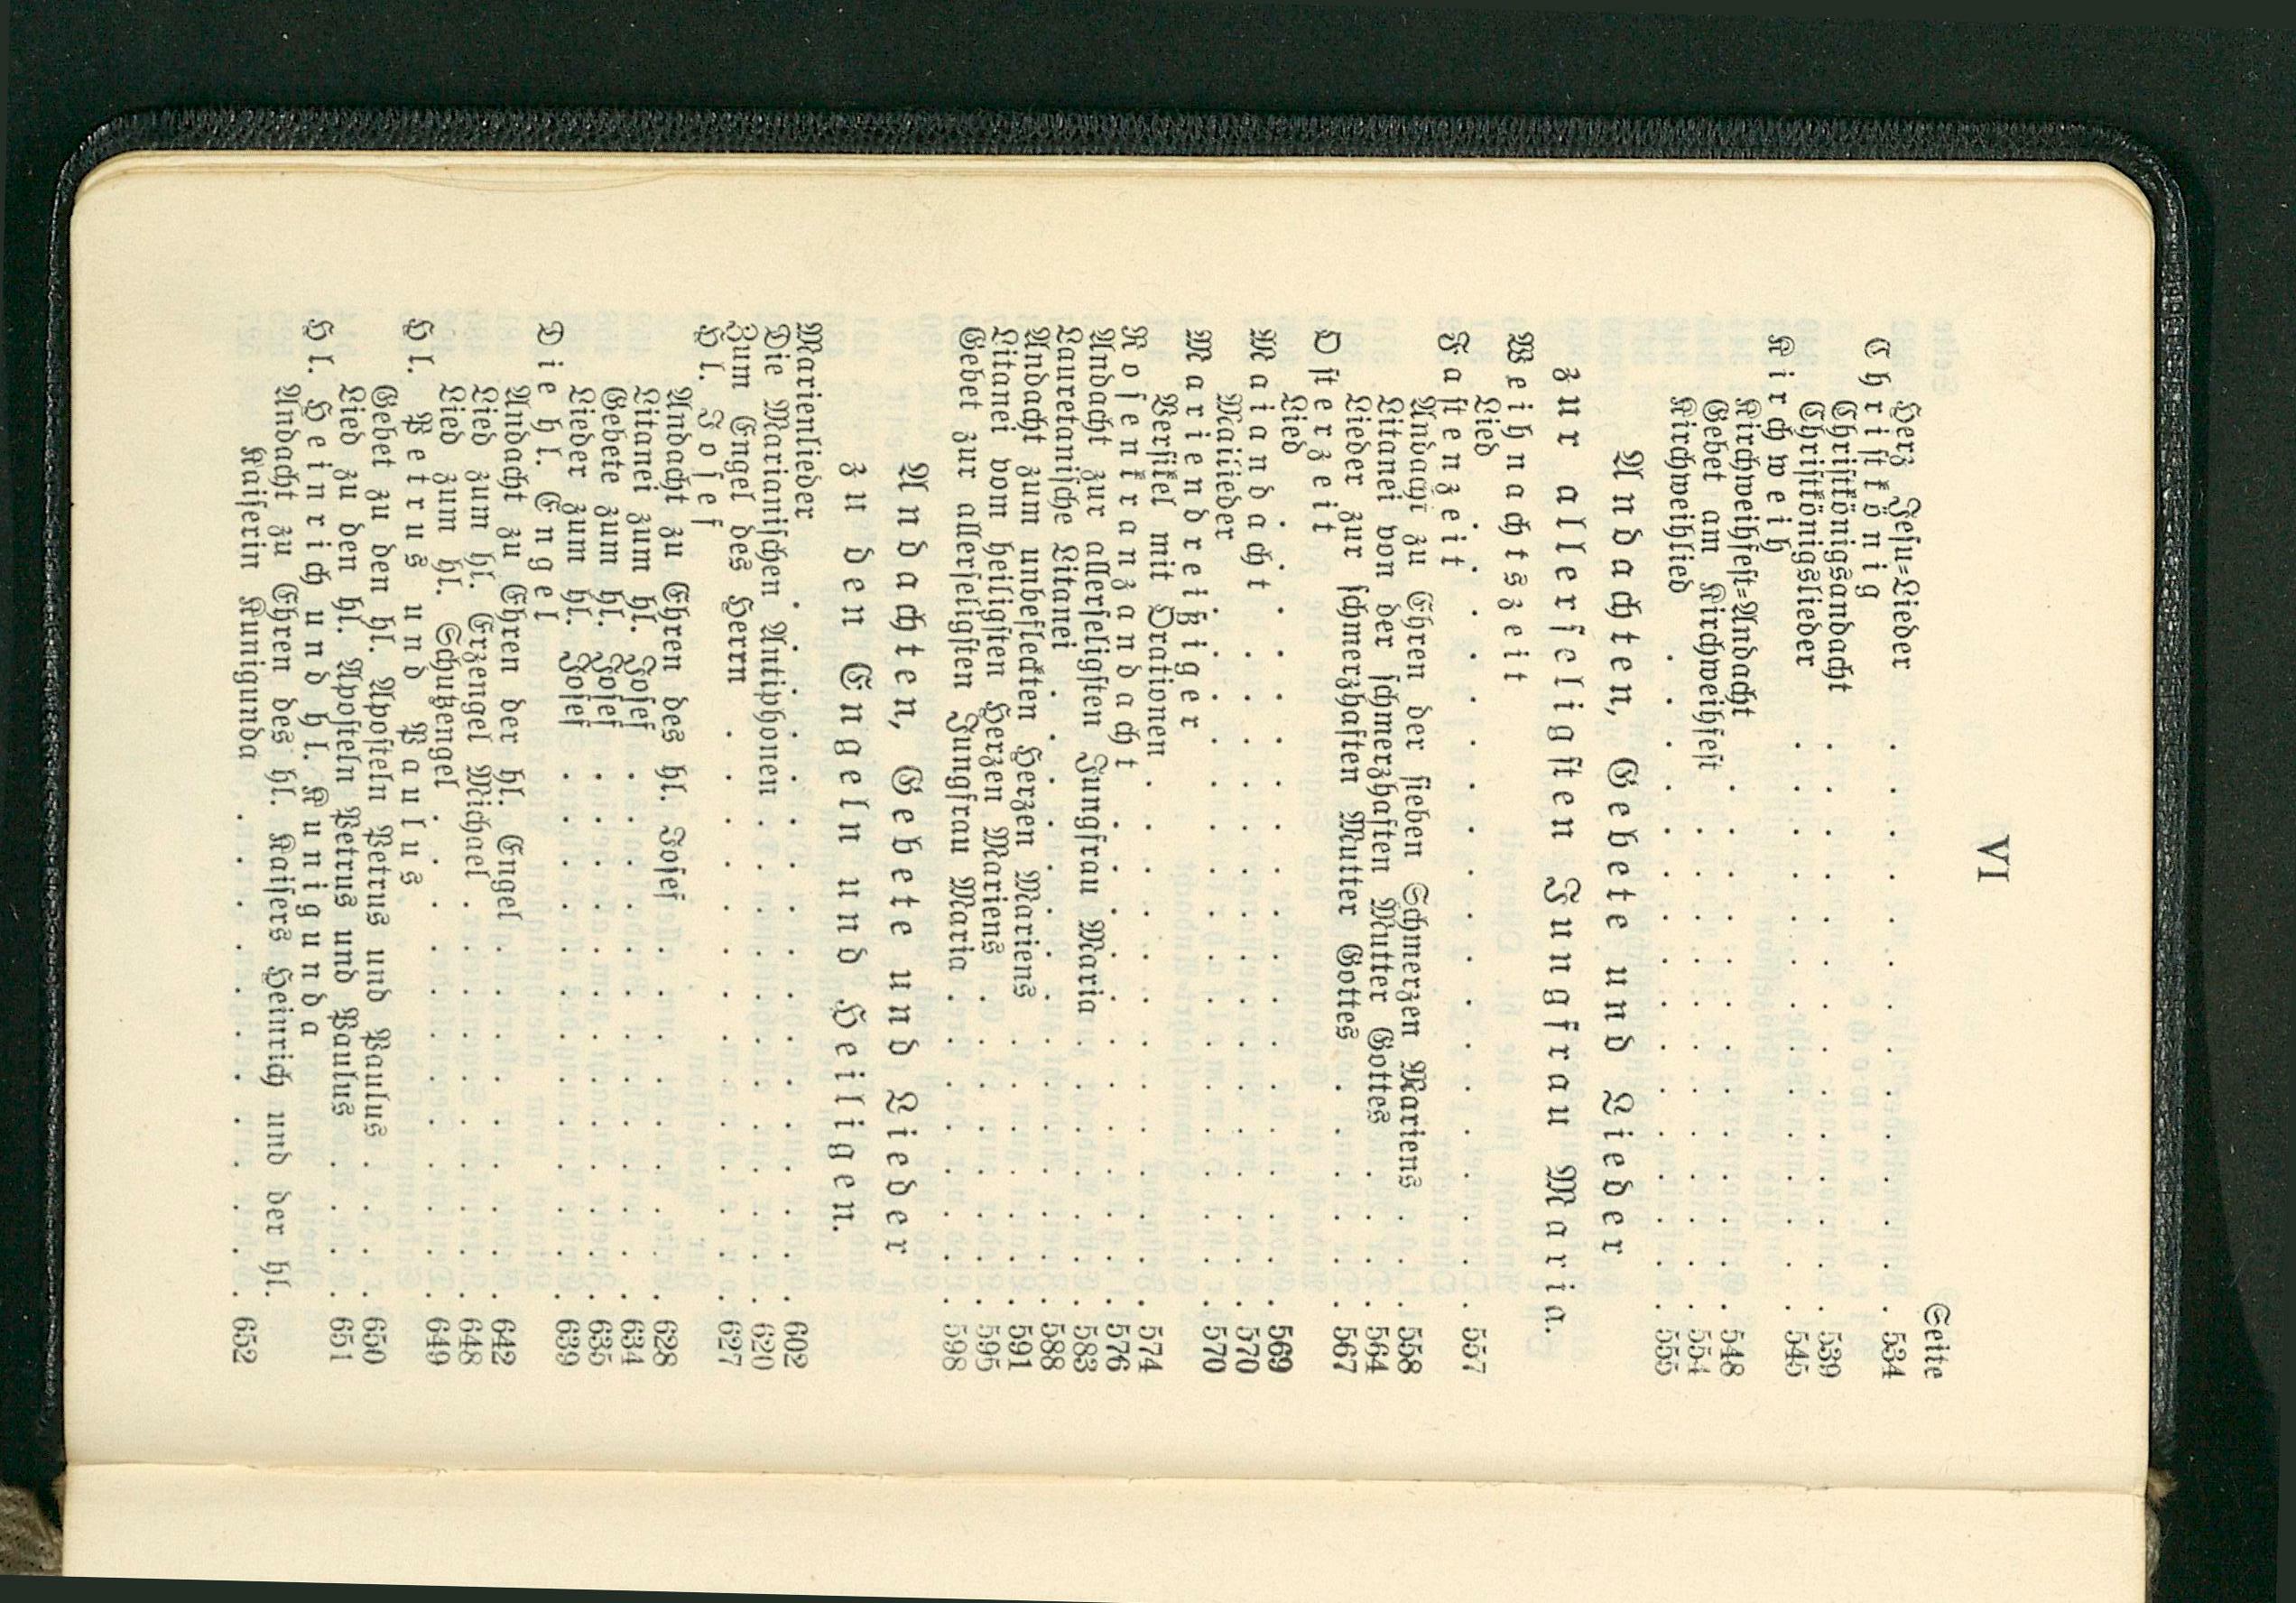 VI
Seite
Herz Jesu-Lieder . . . . . . . . 534
Christkönig
Christkönigsandacht . . . . . . . . 539
Christkönigslieder . . . . . . . . 545
Kirchweih
Kirchweihfest-Andacht . . . . . . . 548
Gebet am Kirchweihfest . . . . . . . 554
Kirchweihlied . . . . . . . . . 555
Andachten, Gebete und Lieder
zur allerseligsten Jungfrau Maria.
Weihnachtszeit
Lied . . . . . . . . . . . 557
Fastenzeit
Andacht zu Ehren der sieben Schmerzen Mariens . . 558
Litanei von der schmerzhaften Mutter Gottes . . . 564
Lieder zur schmerzhaften Mutter Gottes . . . . 567
Osterzeit
Lied . . . . . . . . . . . 569
Maiandacht . . . . . . . . . . 570
Mailieder . . . . . . . . . . 570
Mariendreißiger
Versikel mit Orationen . . . . . . . 574
Rosenkranzandacht . . . . . . . . 576
Andacht zur allerseligsten Jungfrau Maria . . . . 583
Lauretanische Litanei . . . . . . . . 588
Andacht zum unbefleckten Herzen Mariens . . . . 591
Litanei vom heiligsten Herzen Mariens . . . . . 595
Gebet zur allerseligsten Jungfrau Maria . . . . . 598
Andachten, Gebete und Lieder
zu den Engeln und Heiligen.
Marienlieder . . . . . . . . . . 602
Die Marianischen Antiphonen . . . . . . . 620
Zum Engel des Herrn . . . . . . . . 627
Hl. Josef
Andacht zu Ehren des hl. Josef . . . . . 628
Litanei zum hl. Josef . . . . . . . 634
Gebete zum hl. Josef . . . . . . . 635
Lieder zum hl. Josef . . . . . . . 639
Die hl. Engel
Andacht zu Ehren der hl. Engel . . . . . 642
Lied zum hl. Erzengel Michael . . . . . . 648
Lied zum hl. Schutzengel . . . . . . . 649
Hl. Petrus und Paulus
Gebet zu den hl. Aposteln Petrus und Paulus . . . 650
Lied zu den hl. Aposteln Petrus und Paulus . . . 651
Hl. Heinrich und hl. Kunigunda
Andacht zu Ehren des hl. Kaisers Heinrich und der hl.
Kaiserin Kunigunda . . . . . . . . 652